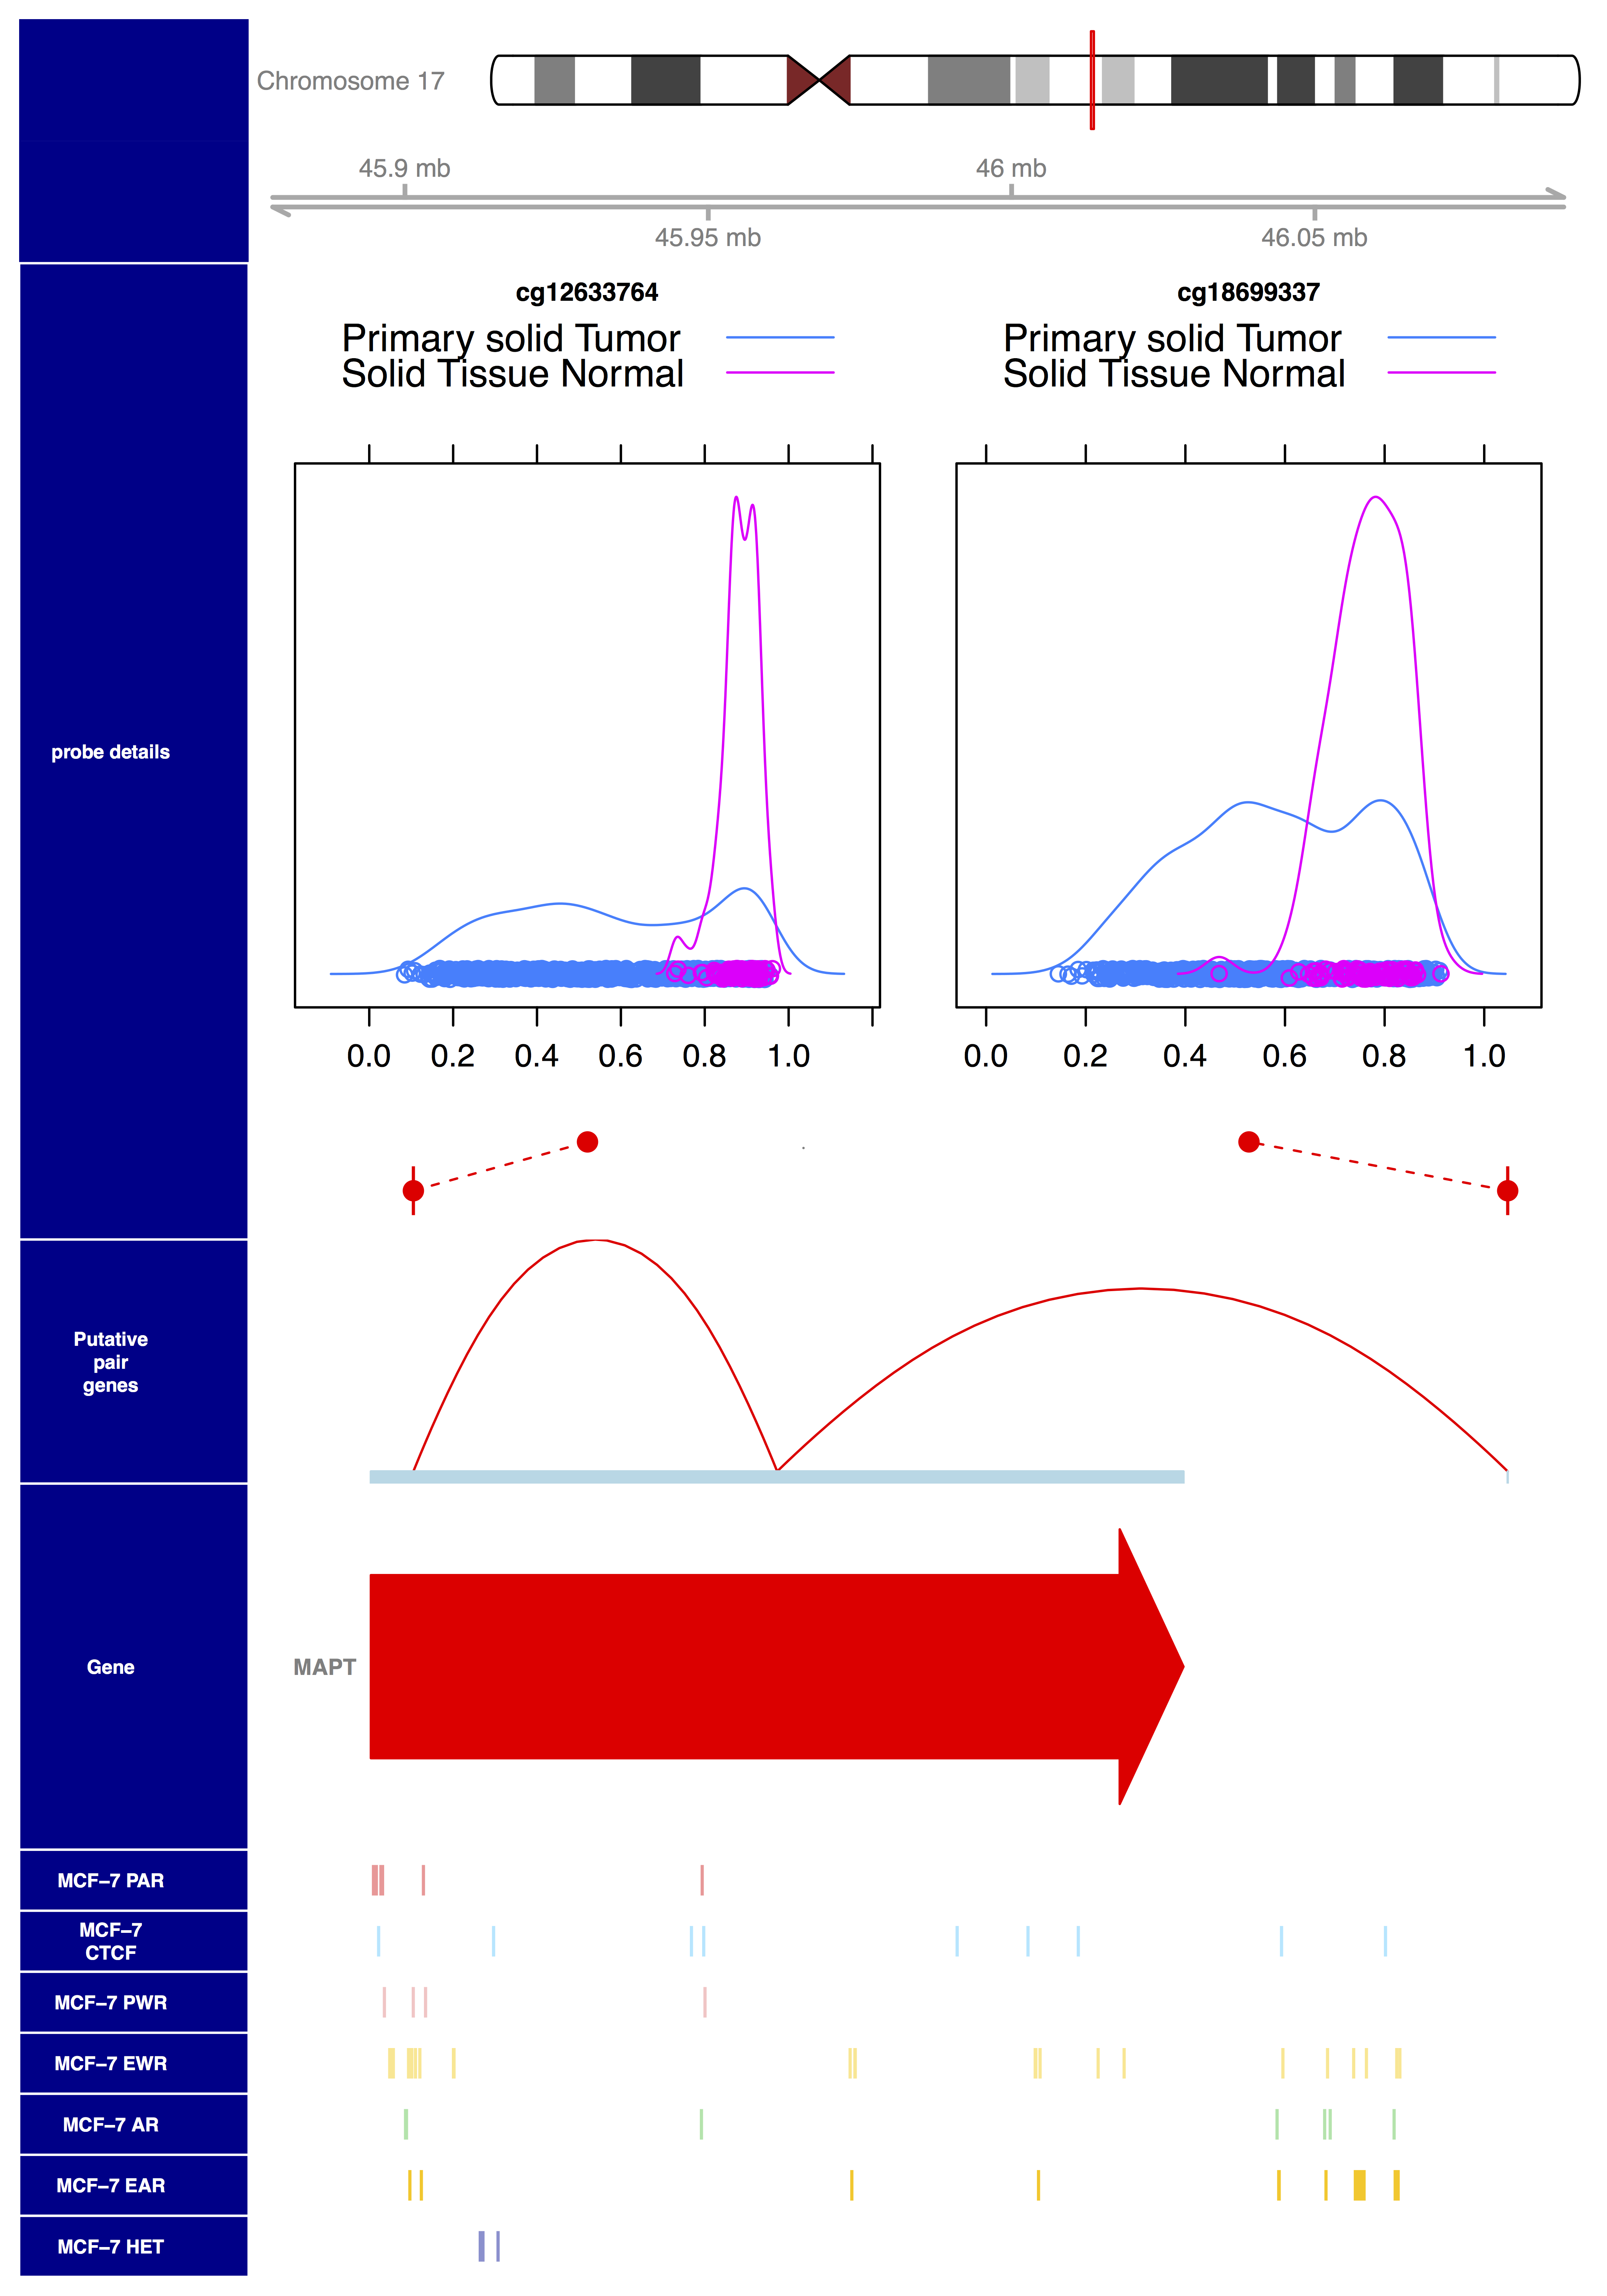 Chromosome 17
45.9 mb
46 mb
45.95 mb
46.05 mb
probe details
cg12633764
Primary solid Tumor
Solid Tissue Normal
0.0 0.2 0.4 0.6 0.8 1.0
cg18699337
Primary solid Tumor
Solid Tissue Normal
0.0 0.2 0.4 0.6 0.8 1.0
Putative
pair
genes
Gene
MAPT
MCF–7 PAR
MCF–7
CTCF
MCF–7 PWR
MCF–7 EWR
MCF–7 AR
MCF–7 EAR
MCF–7 HET